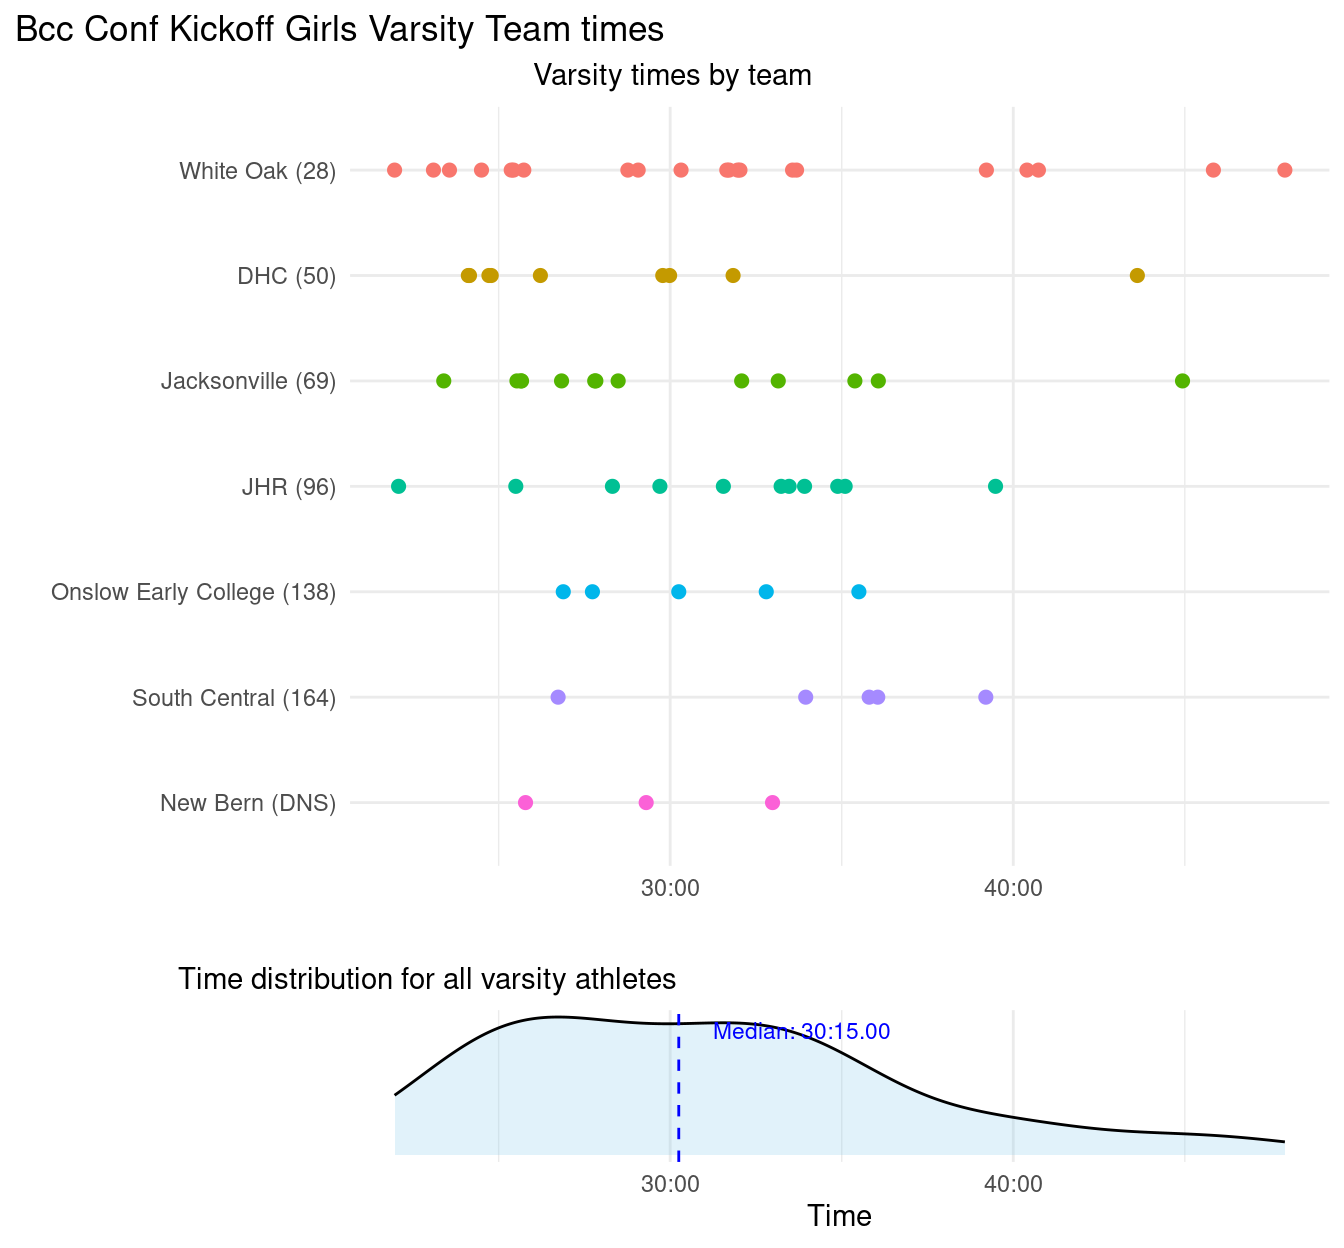 Bcc Conf Kickoff Girls Varsity Team times
Varsity times by team
White Oak (28)
DHC (50)
Jacksonville (69)
JHR (96)
Onslow Early College (138)
South Central (164)
New Bern (DNS)
30:00 40:00
Time distribution for all varsity athletes
Median: 30:15.00
30:00 40:00
Time